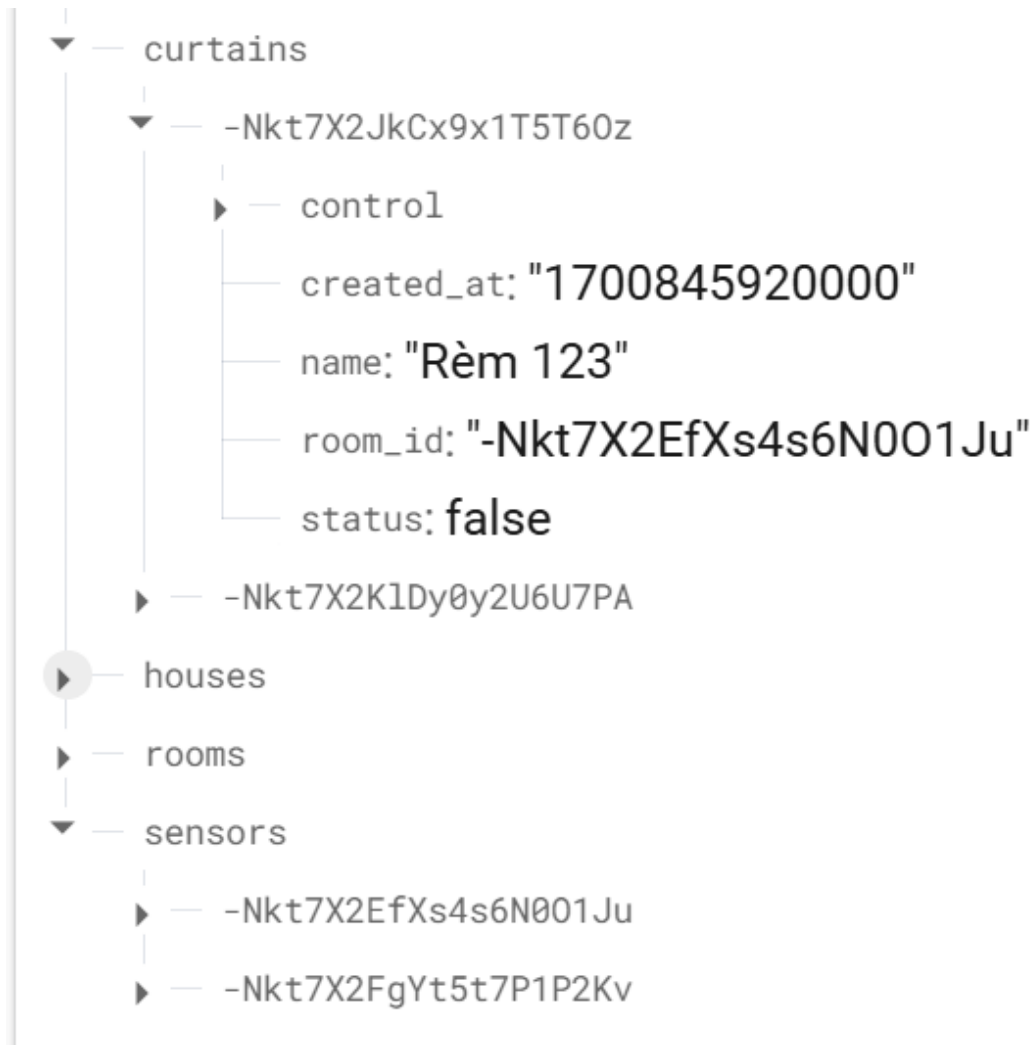 curtains
-Nkt7X2JkCx9x1T5T6Oz
control
created_at: "1700845920000"
name: "Rèm 123"
room_id: "-Nkt7X2EfXs4s6N0O1Ju"
status: false
-Nkt7X2KlDy0y2U6U7PA
houses
rooms
sensors
-Nkt7X2EfXs4s6N0O1Ju
-Nkt7X2FgYt5t7P1P2Kv